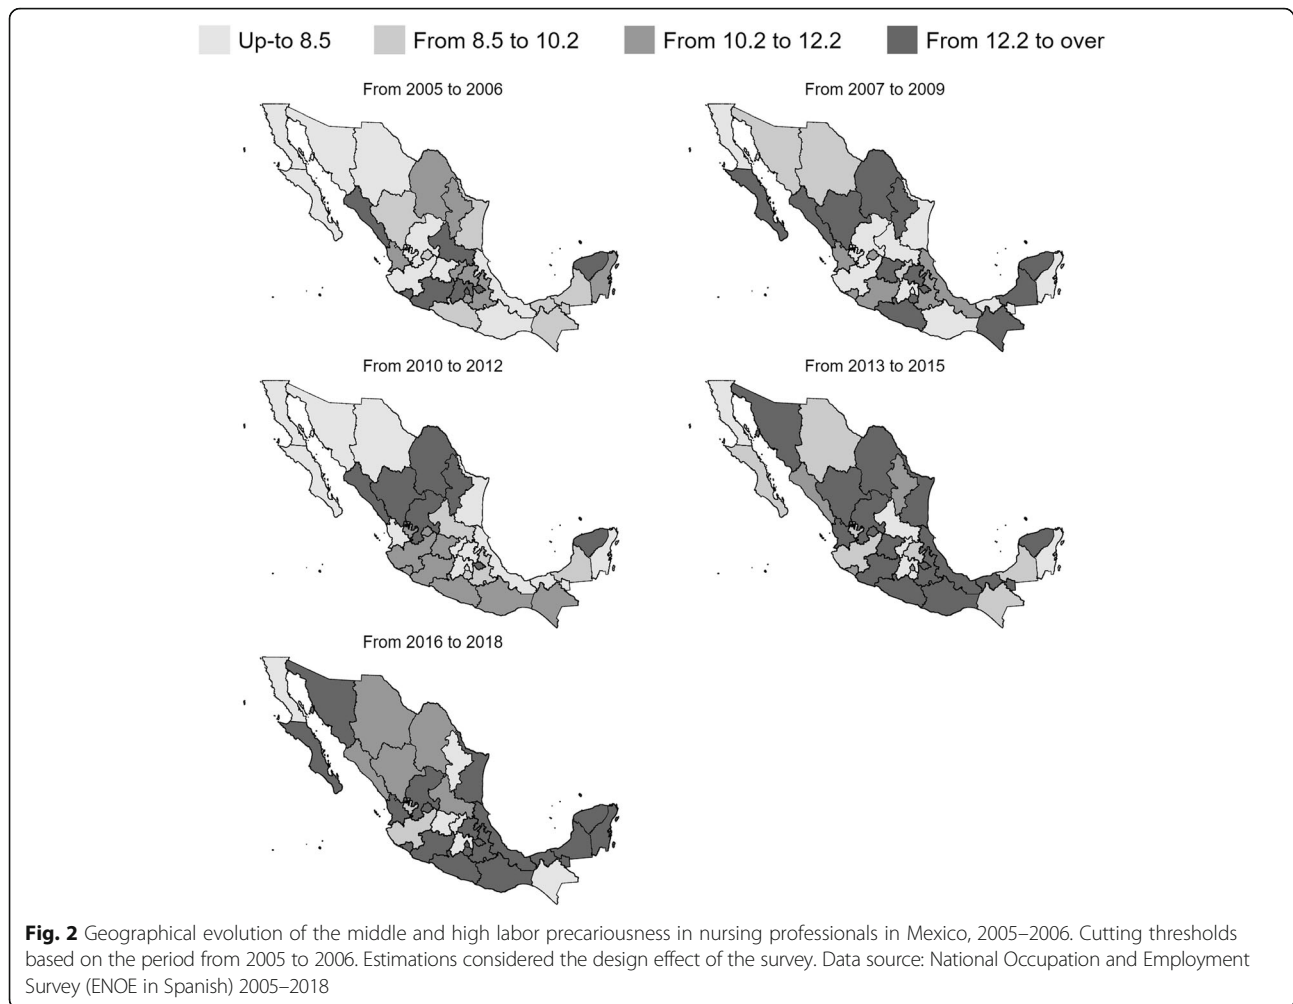 Up-to 8.5 From 8.5 to 10.2 From 10.2 to 12.2 From 12.2 to over
From 2005 to 2006 From 2007 to 2009
From 2010 to 2012 From 2013 to 2015
From 2016 to 2018
Fig. 2 Geographical evolution of the middle and high labor precariousness in nursing professionals in Mexico, 2005–2006. Cutting thresholds
based on the period from 2005 to 2006. Estimations considered the design effect of the survey. Data source: National Occupation and Employment
Survey (ENOE in Spanish) 2005–2018